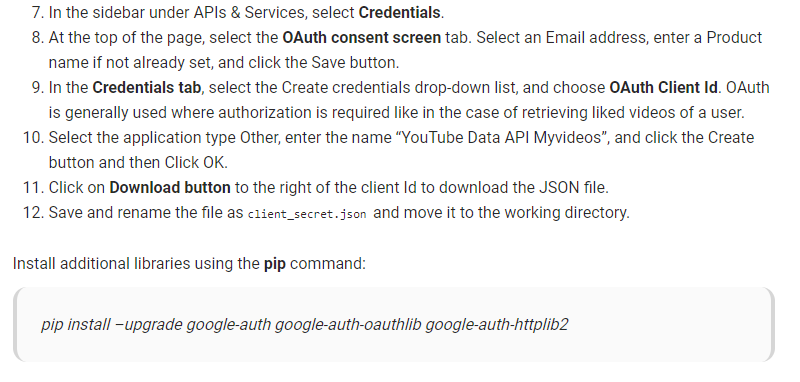 7. In the sidebar under APIs & Services, select Credentials.
8. At the top of the page, select the OAuth consent screen tab. Select an Email address, enter a Product
name if not already set, and click the Save button.
9. In the Credentials tab, select the Create credentials drop-down list, and choose OAuth Client Id. OAuth
is generally used where authorization is required like in the case of retrieving liked videos of a user.
10. Select the application type Other, enter the name “YouTube Data API Myvideos”, and click the Create
button and then Click OK.
11. Click on Download button to the right of the client Id to download the JSON file.
12. Save and rename the file as client_secret.json and move it to the working directory.
Install additional libraries using the pip command:
pip install –upgrade google-auth google-auth-oauthlib google-auth-httplib2